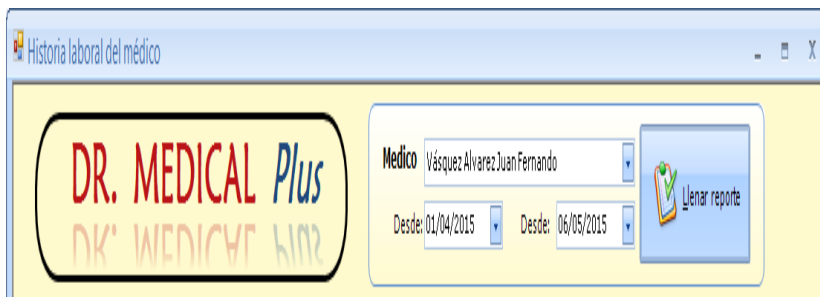 Historia laboral del médico
DR. MEDICAL Plus
Medico Vásquez Alvarez Juan Fernando
Desde: 01/04/2015 Desde: 06/05/2015
Llenar reporte